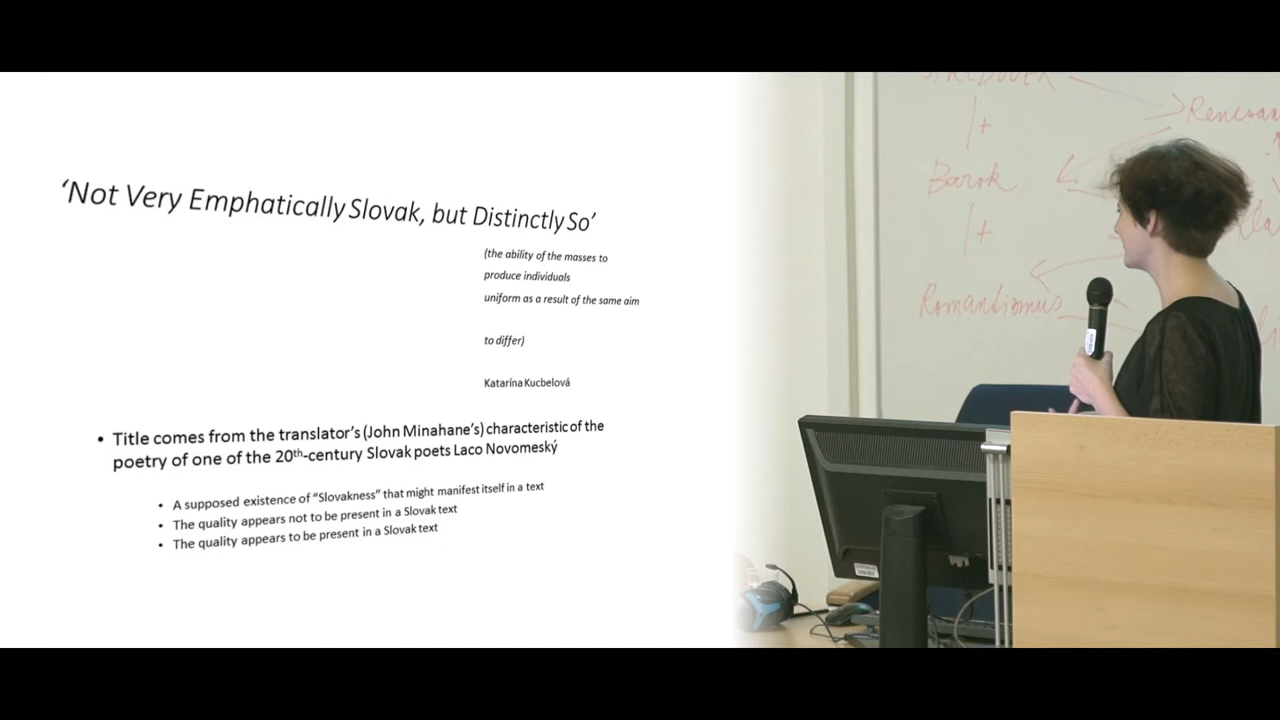 ‘Not Very Emphatically Slovak, but Distinctly So’
(the ability of the masses to
produce individuals
uniform as a result of the same aim
to differ)
Katarína Kucbelová
• Title comes from the translator’s (John Minahane’s) characteristic of the
poetry of one of the 20th-century Slovak poets Laco Novomeský
• A supposed existence of “Slovakness” that might manifest itself in a text
• The quality appears not to be present in a Slovak text
• The quality appears to be present in a Slovak text
+
Barok
+
Romantismus